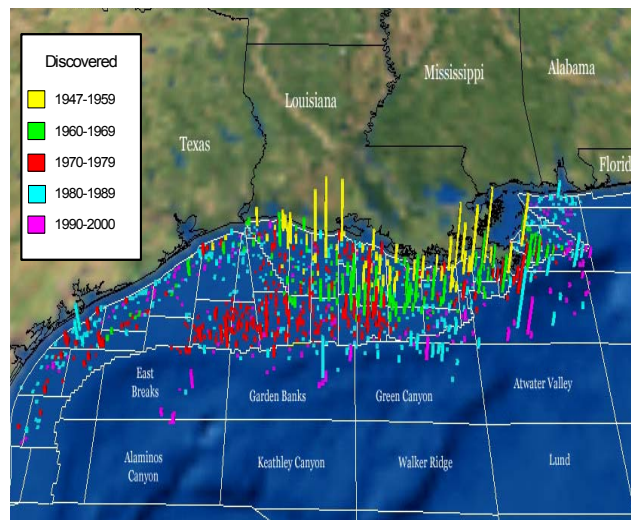 Discovered
1947-1959
1960-1969
1970-1979
1980-1989
1990-2000
Texas
Louisiana
Mississippi
Alabama
Florid
East
Breaks
Garden Banks
Green Canyon
Atwater Valley
Alaminos
Canyon
Keathley Canyon
Walker Ridge
Lund